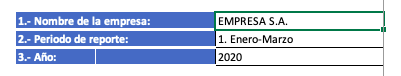 1.- Nombre de la empresa: EMPRESA S.A.
2.- Periodo de reporte: 1. Enero-Marzo
3.- Año: 2020